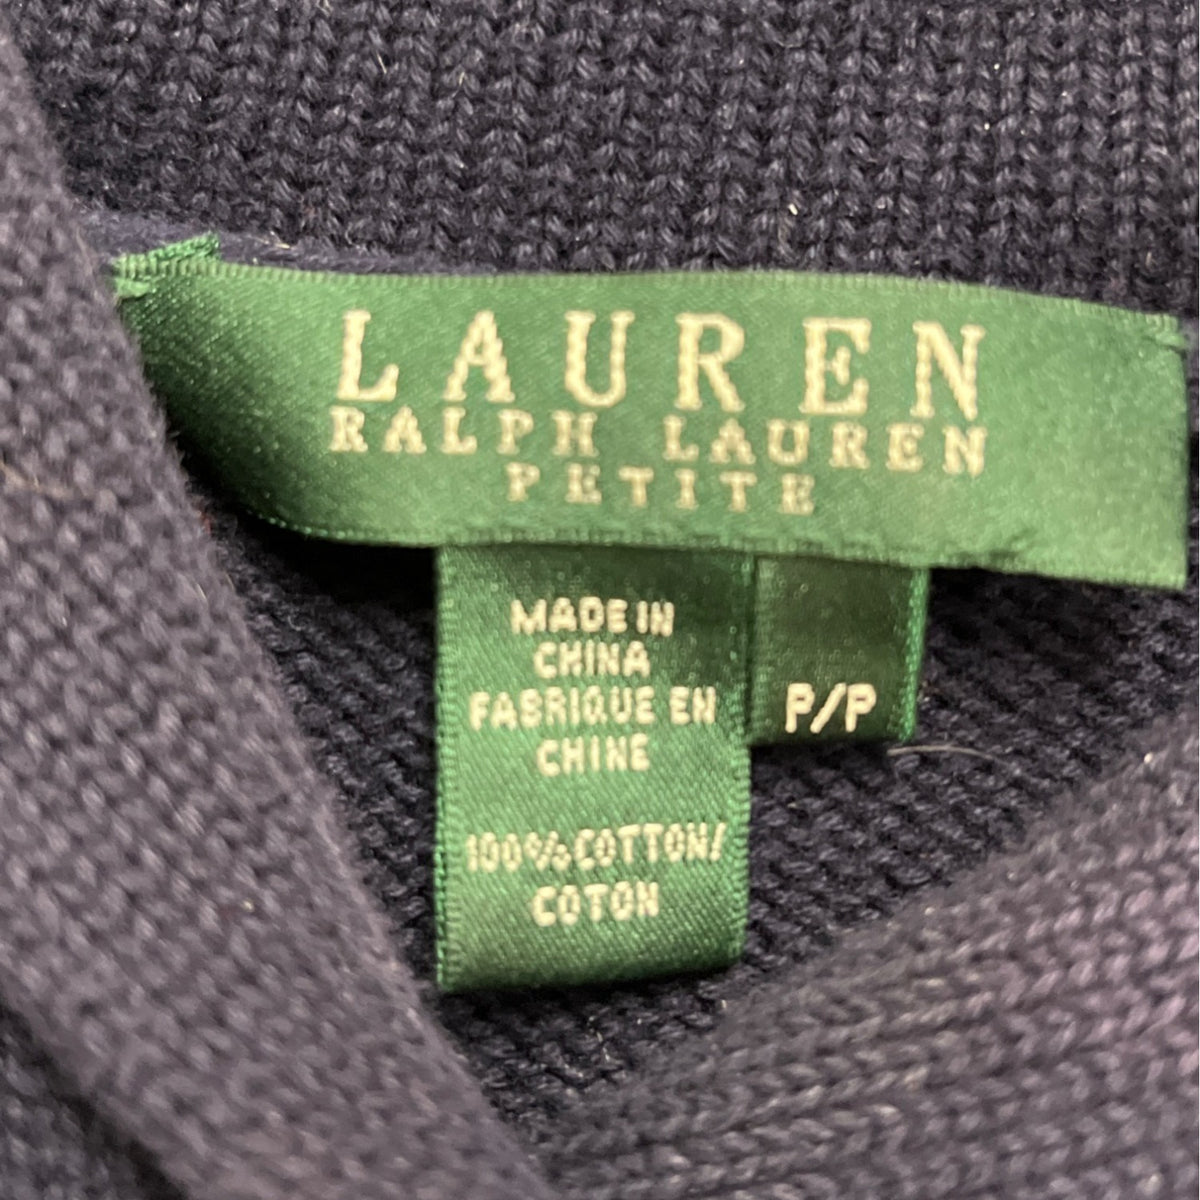 LAUREN
RALPH LAUREN
PETITE
MADE IN
CHINA
FABRIQUE EN
CHINE
100% COTTON/
COTON
P/P